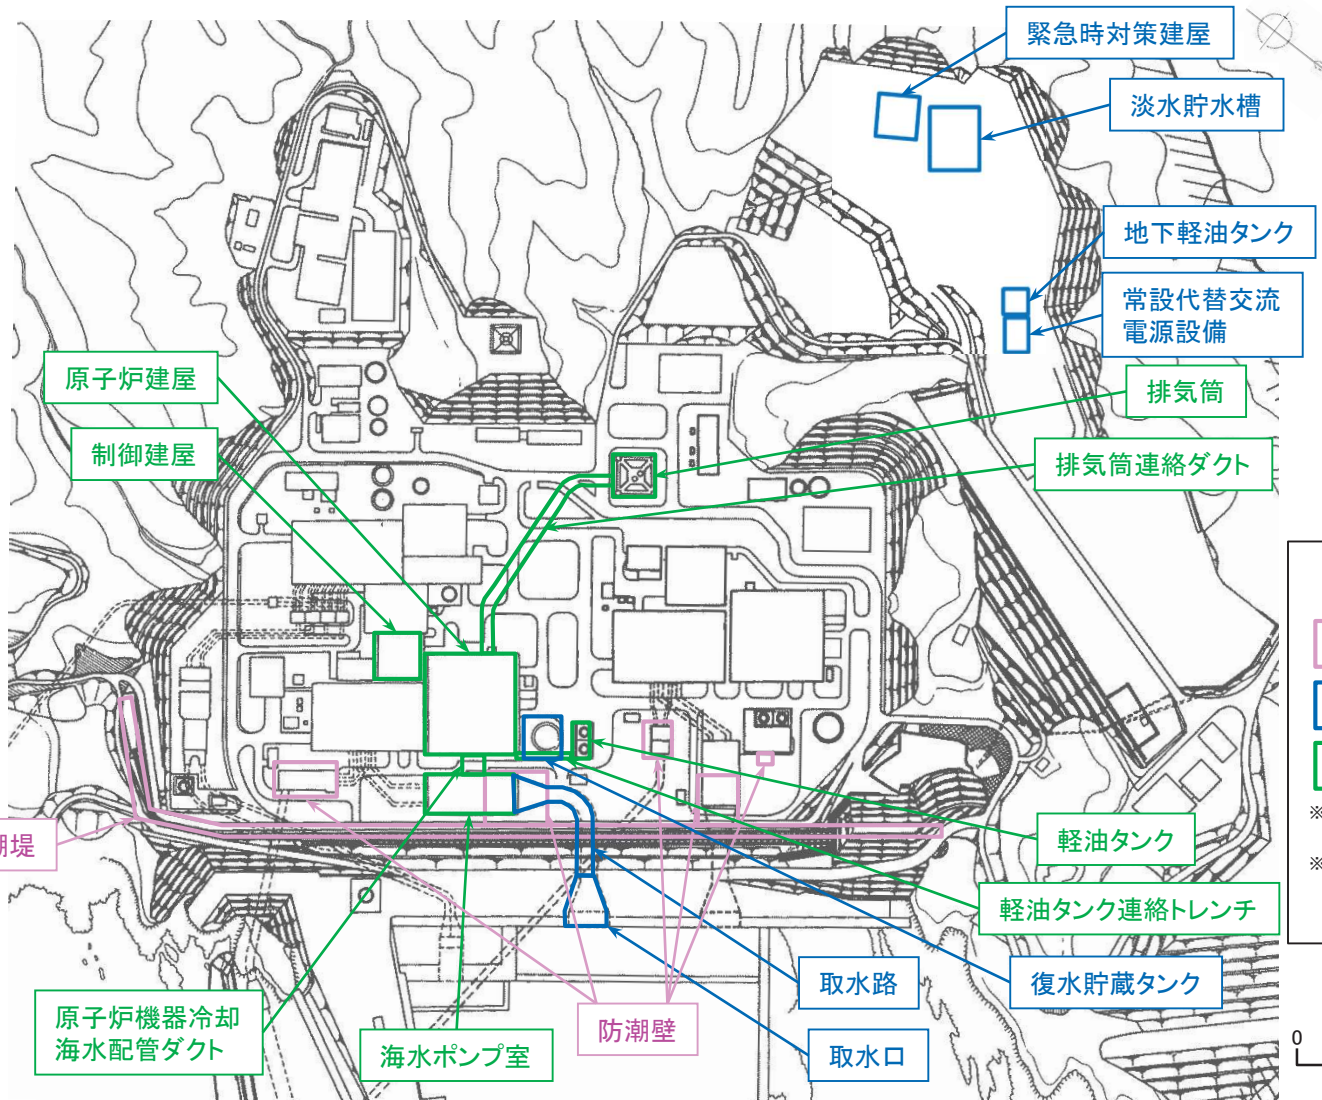 緊急時対策建屋
淡水貯水槽
地下軽油タンク
常設代替交流
電源設備
原子炉建屋
排気筒
制御建屋
排気筒連絡ダクト
※
潮堤
軽油タンク
※
軽油タンク連絡トレンチ
取水路
復水貯蔵タンク
原子炉機器冷却
海水配管ダクト
防潮壁
海水ポンプ室
取水口
0